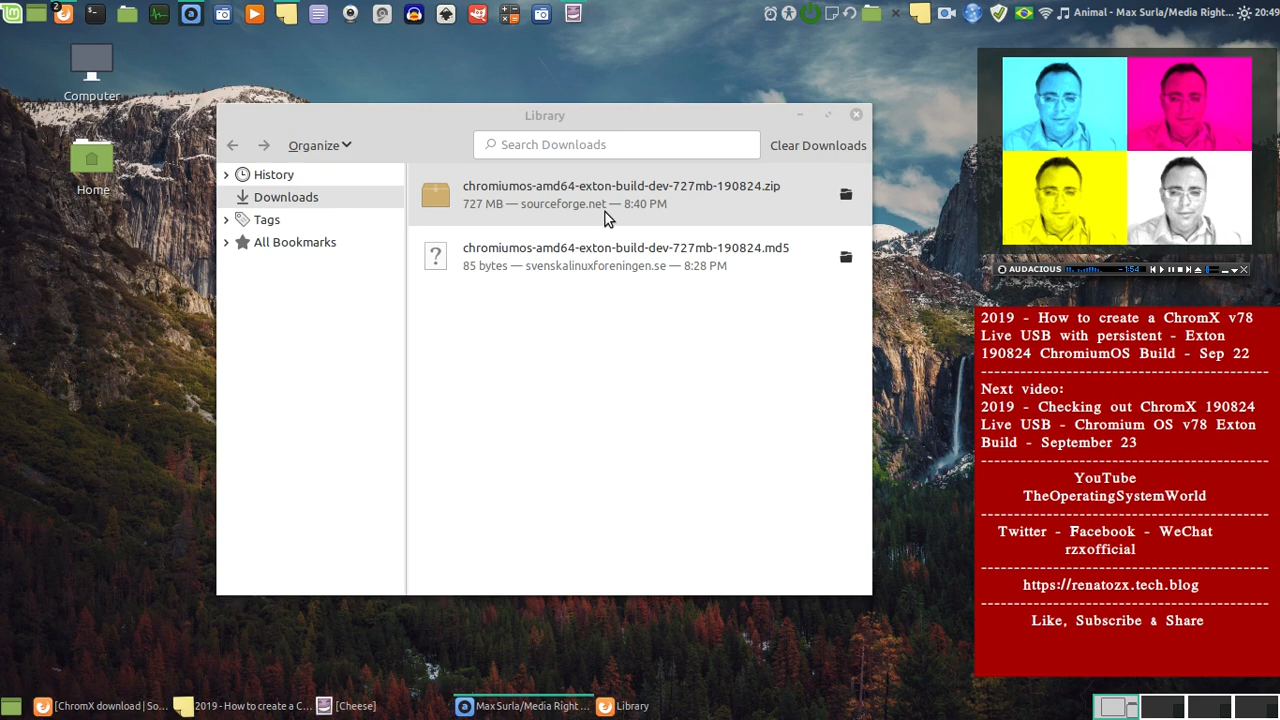 Animal - Max Surla/Media Right...
20:49
2
Computer
Home
Library
Organize
Search Downloads
Clear Downloads
History
Downloads
Tags
All Bookmarks
chromiumos-amd64-exton-build-dev-727mb-190824.zip
727 MB — sourceforge.net — 8:40 PM
chromiumos-amd64-exton-build-dev-727mb-190824.md5
85 bytes — svenskalinuxforeningen.se — 8:28 PM
AUDACIOUS
-1:54
2019 - How to create a ChromX v78
Live USB with persistent - Exton
190824 ChromiumOS Build - Sep 22
Next video:
2019 - Checking out ChromX 190824
Live USB - Chromium OS v78 Exton
Build - September 23
YouTube
TheOperatingSystemWorld
Twitter - Facebook - WeChat
rzxofficial
https://renatozx.tech.blog
Like, Subscribe & Share
[ChromX download | So...
2019 - How to create a C...
[Cheese]
Max Surla/Media Right ...
Library